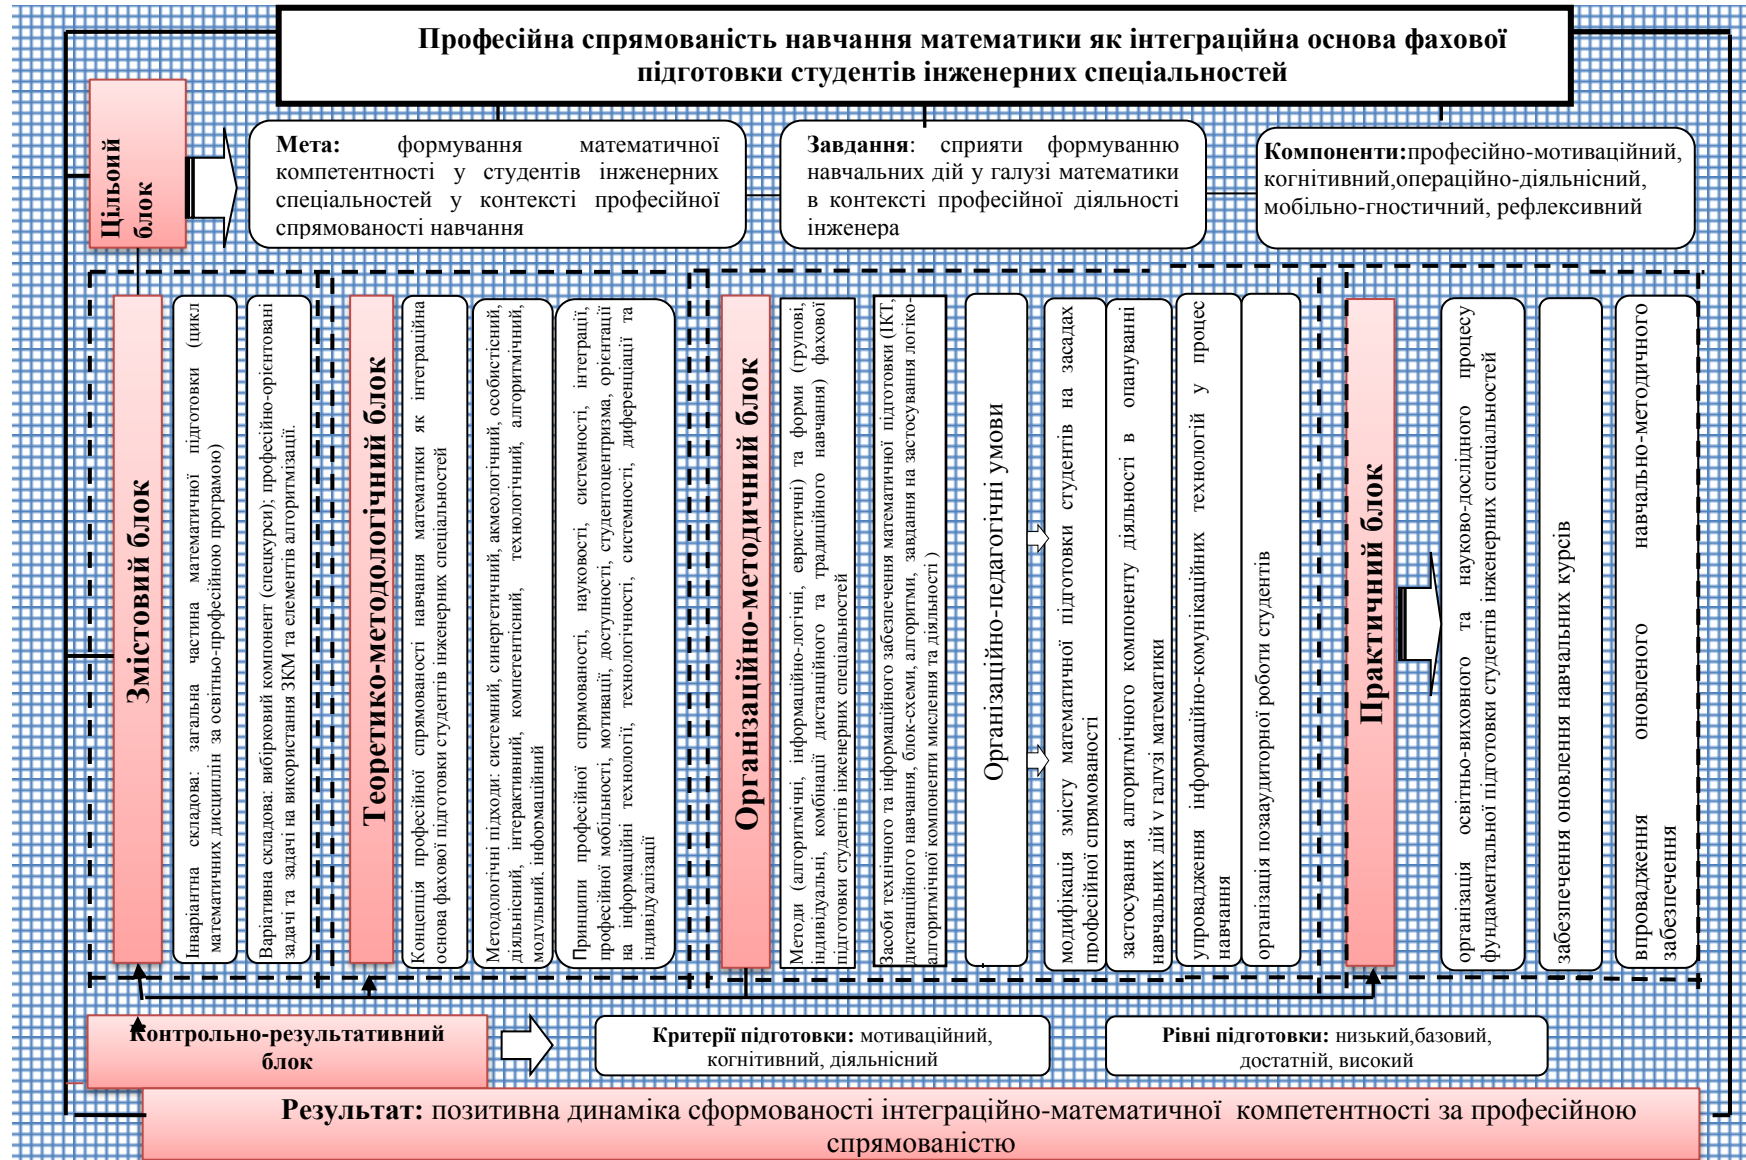 Професійна спрямованість навчання математики як інтеграційна основа фахової
підготовки студентів інженерних спеціальностей
Цільоий
блок
Мета: формування математичної
компетентності у студентів інженерних
спеціальностей у контексті професійної
спрямованості навчання
Завдання: сприяти формуванню
навчальних дій у галузі математики
в контексті професійної діяльності
інженера
Компоненти:професійно-мотиваційний,
когнітивний,операційно-діяльнісний,
мобільно-гностичний, рефлексивний
Змістовий блок
Інваріантна складова: загальна частина математичної підготовки (цикл
математичних дисциплін за освітньо-професійною програмою)
Варіативна складова: вибірковий компонент (спецкурси); професійно-орієнтовані
задачі та задачі на використання ЗКМ та елементів алгоритмізації.
Теоретико-методологічний блок
Концепція професійної спрямованості навчання математики як інтеграційна
основа фахової підготовки студентів інженерних спеціальностей
Методологічні підходи: системний, синергетичний, акмеологічний, особистісний,
діяльнісний, інтерактивний, компетентісний, технологічний, алгоритмічний,
модульний. інформаційний
Принципи професійної спрямованості, науковості, системності, інтеграції,
професійної мобільності, мотивації, доступності, студентоцентризма, орієнтації
на інформаційні технології, технологічності, системності, диференціації та
індивідуалізації
Організаційно-методичний блок
Методи (алгоритмічні, інформаційно-логічні, евристичні) та форми (групові,
індивідуальні, комбінації дистанційного та традиційного навчання) фахової
підготовки студентів інженерних спеціальностей
Засоби технічного та інформаційного забезпечення математичної підготовки (ІКТ,
дистанційного навчання, блок-схеми, алгоритми, завдання на застосування логіко-
алгоритмічної компоненти мислення та діяльності )
Організаційно-педагогічні умови
модифікація змісту математичної підготовки студентів на засадах
професійної спрямованості
застосування алгоритмічного компоненту діяльності в опануванні
навчальних дій у галузі математики
упровадження інформаційно-комунікаційних технологій у процес
навчання
організація позааудиторної роботи студентів
Практичний блок
організація освітньо-виховного та науково-дослідного процесу
фундаментальної підготовки студентів інженерних спеціальностей
забезпечення оновлення навчальних курсів
впровадження оновленого навчально-методичного
забезпечення
Контрольно-результативний
блок
Критерії підготовки: мотиваційний,
когнітивний, діяльнісний
Рівні підготовки: низький,базовий,
достатній, високий
Результат: позитивна динаміка сформованості інтеграційно-математичної компетентності за професійною
спрямованістю